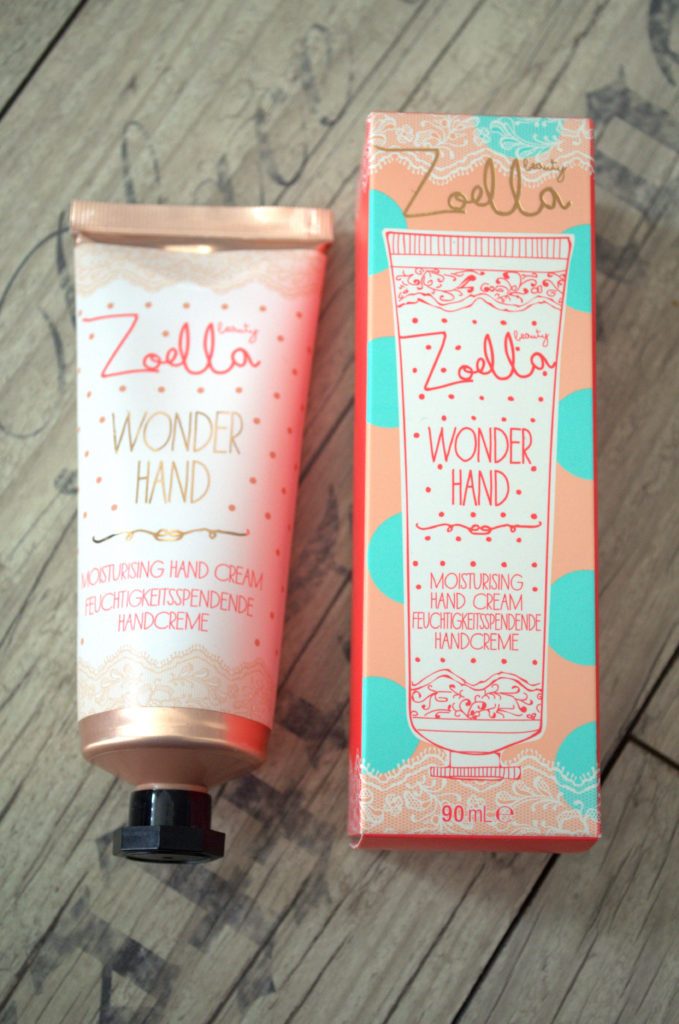 Zoella
beauty
WONDER
HAND
MOISTURISING HAND CREAM
FEUCHTIGKEITSSPENDENDE
HANDCREME
Zoella
beauty
Zoella
beauty
WONDER
HAND
MOISTURISING
HAND CREAM
FEUCHTIGKEITSSPENDENDE
HANDCREME
90 mL ℮